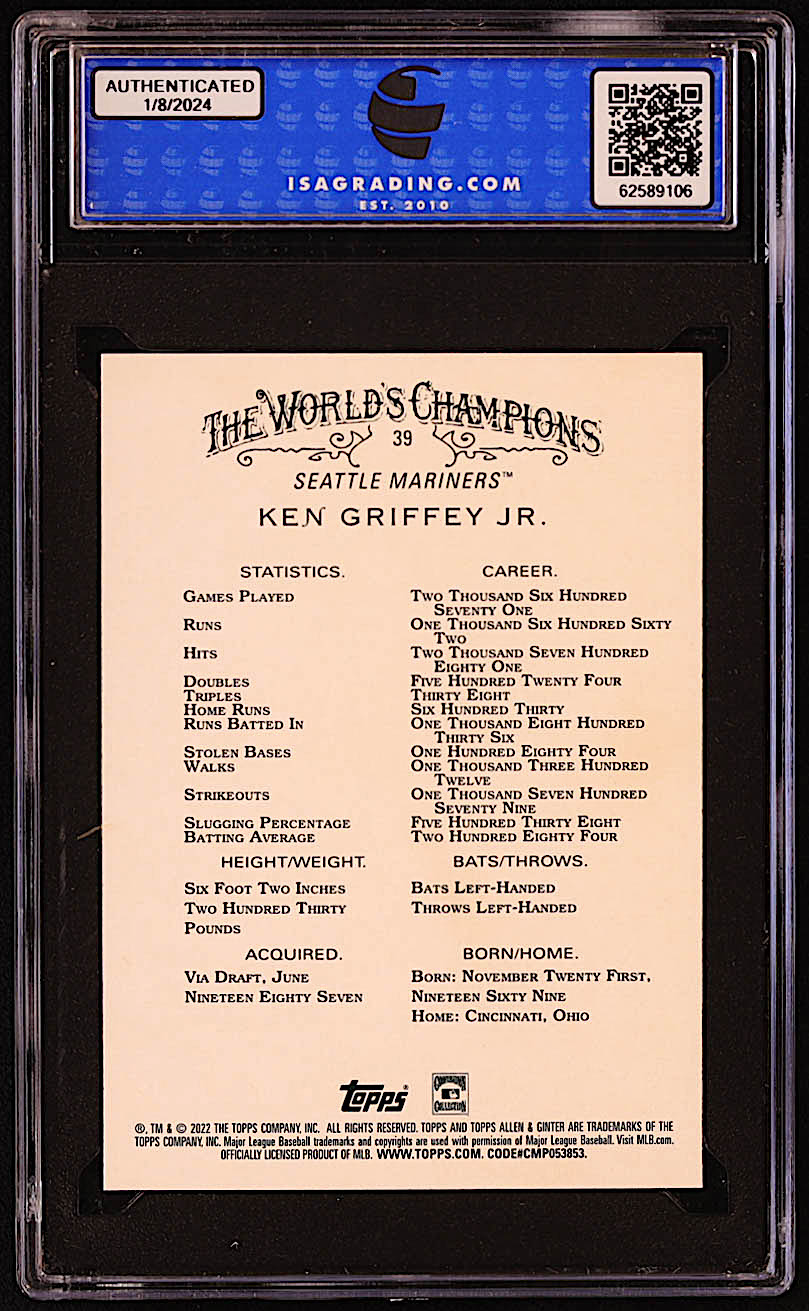 AUTHENTICATED
1/8/2024
ISAGRADING.COM
EST. 2010
62589106
THE WORLD'S CHAMPIONS
39
SEATTLE MARINERS™
KEN GRIFFEY JR.
STATISTICS. CAREER.
GAMES PLAYED TWO THOUSAND SIX HUNDRED
SEVENTY ONE
RUNS ONE THOUSAND SIX HUNDRED SIXTY
TWO
HITS TWO THOUSAND SEVEN HUNDRED
EIGHTY ONE
DOUBLES FIVE HUNDRED TWENTY FOUR
TRIPLES THIRTY EIGHT
HOME RUNS SIX HUNDRED THIRTY
RUNS BATTED IN ONE THOUSAND EIGHT HUNDRED
THIRTY SIX
STOLEN BASES ONE HUNDRED EIGHTY FOUR
WALKS ONE THOUSAND THREE HUNDRED
TWELVE
STRIKEOUTS ONE THOUSAND SEVEN HUNDRED
SEVENTY NINE
SLUGGING PERCENTAGE FIVE HUNDRED THIRTY EIGHT
BATTING AVERAGE TWO HUNDRED EIGHTY FOUR
HEIGHT/WEIGHT. BATS/THROWS.
SIX FOOT TWO INCHES BATS LEFT-HANDED
TWO HUNDRED THIRTY THROWS LEFT-HANDED
POUNDS
ACQUIRED. BORN/HOME.
VIA DRAFT, JUNE BORN: NOVEMBER TWENTY FIRST,
NINETEEN EIGHTY SEVEN NINETEEN SIXTY NINE
HOME: CINCINNATI, OHIO
Topps® COOPERSTOWN COLLECTION
®, TM & © 2022 THE TOPPS COMPANY, INC. ALL RIGHTS RESERVED. TOPPS AND TOPPS ALLEN & GINTER ARE TRADEMARKS OF THE
TOPPS COMPANY, INC. Major League Baseball trademarks and copyrights are used with permission of Major League Baseball. Visit MLB.com.
OFFICIALLY LICENSED PRODUCT OF MLB. WWW.TOPPS.COM. CODE#CMP053853.